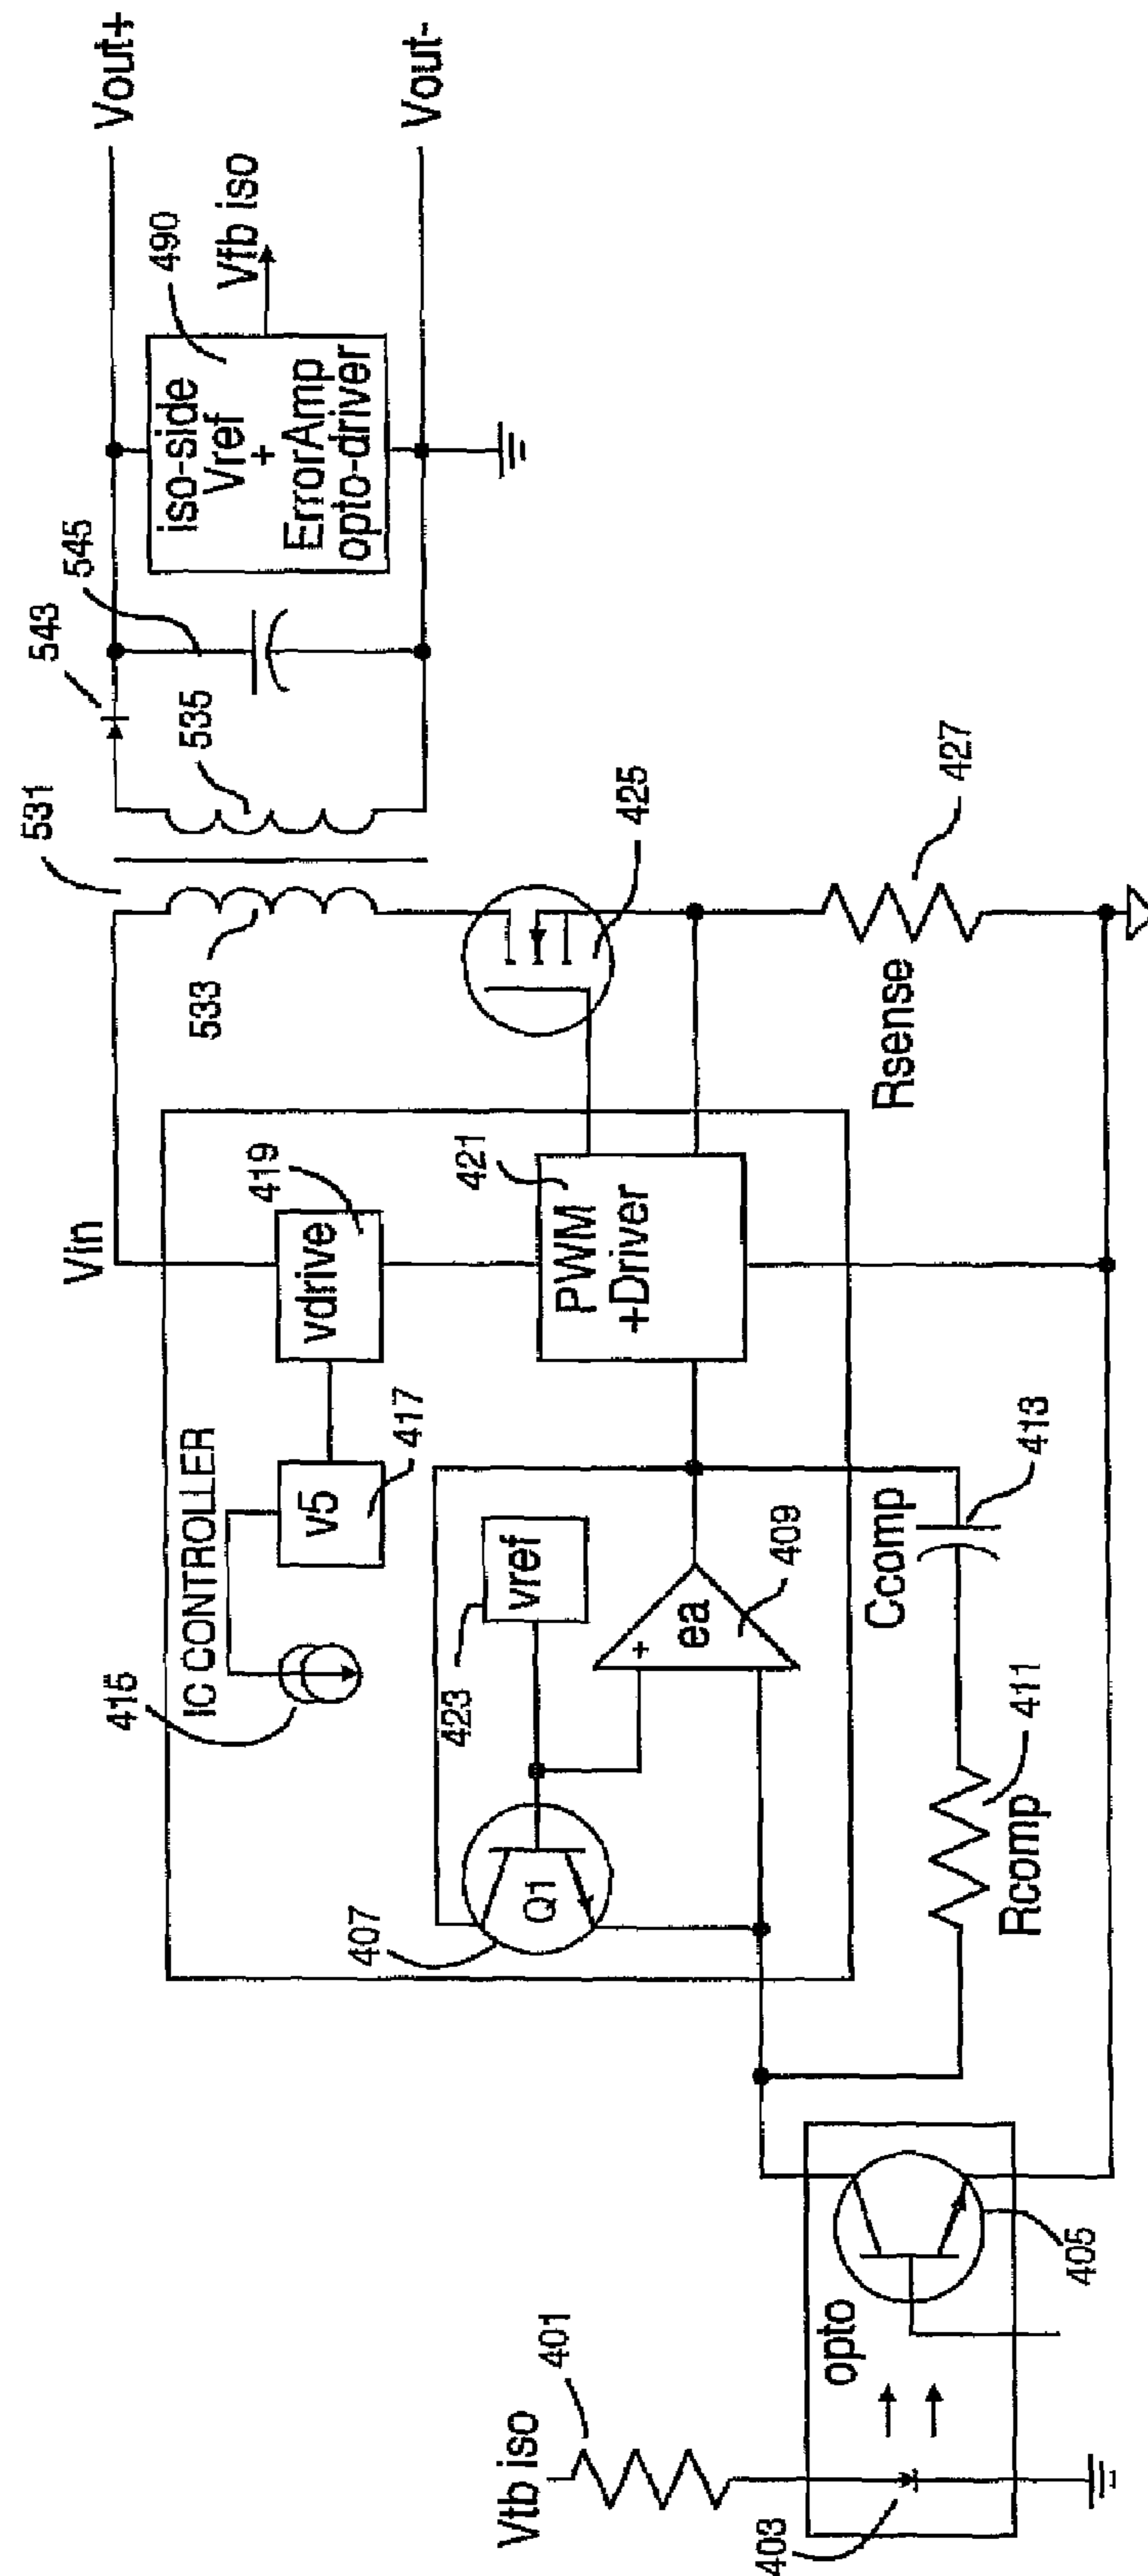 Vout+
Vout-
Vfb iso
490
iso-side
Vref
+
ErrorAmp
opto-driver
545
543
535
531
533
425
427
Rsense
Vin
IC CONTROLLER
419
vdrive
417
v5
415
421
PWM
+Driver
423
vref
+
ea
409
Q1
407
Ccomp
413
411
Rcomp
opto
405
401
Vtb iso
403